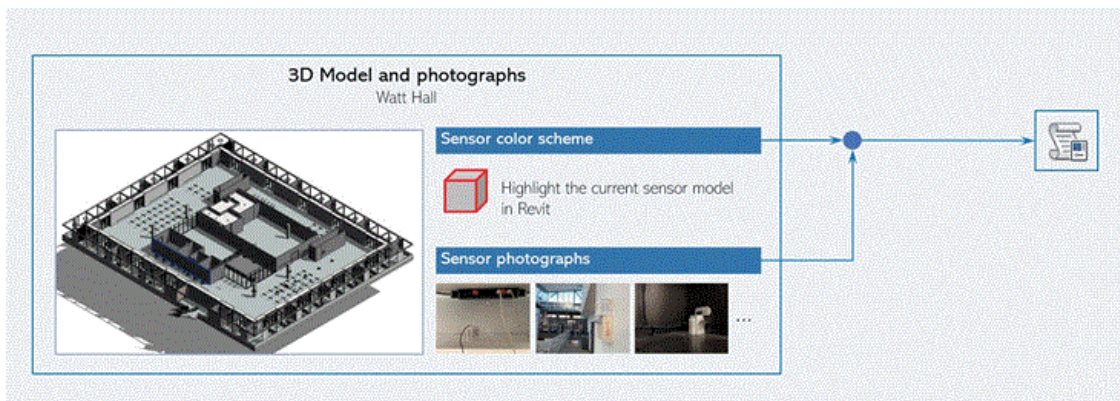 3D Model and photographs
Watt Hall
Sensor color scheme
Highlight the current sensor model
in Revit
Sensor photographs
...